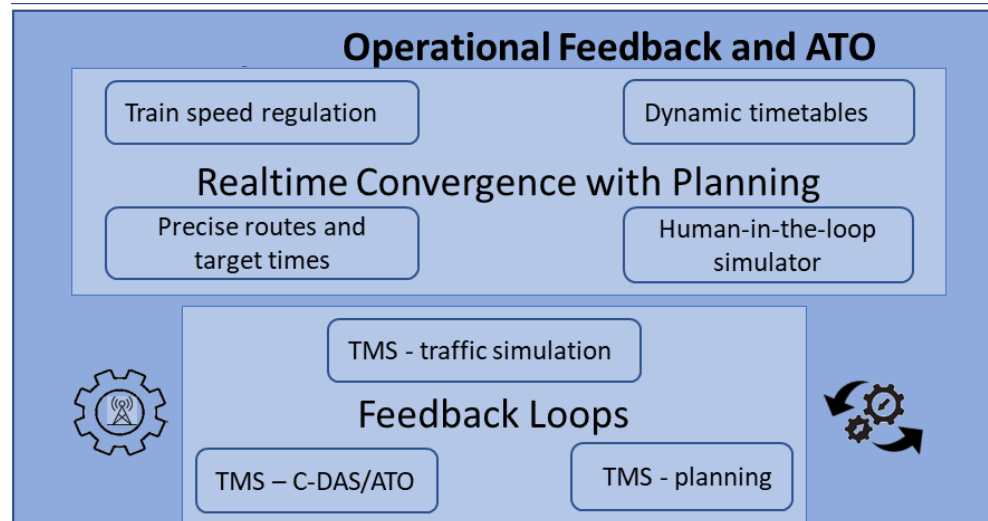 Operational Feedback and ATO
Train speed regulation
Dynamic timetables
Realtime Convergence with Planning
Precise routes and
target times
Human-in-the-loop
simulator
TMS - traffic simulation
Feedback Loops
TMS – C-DAS/ATO
TMS - planning